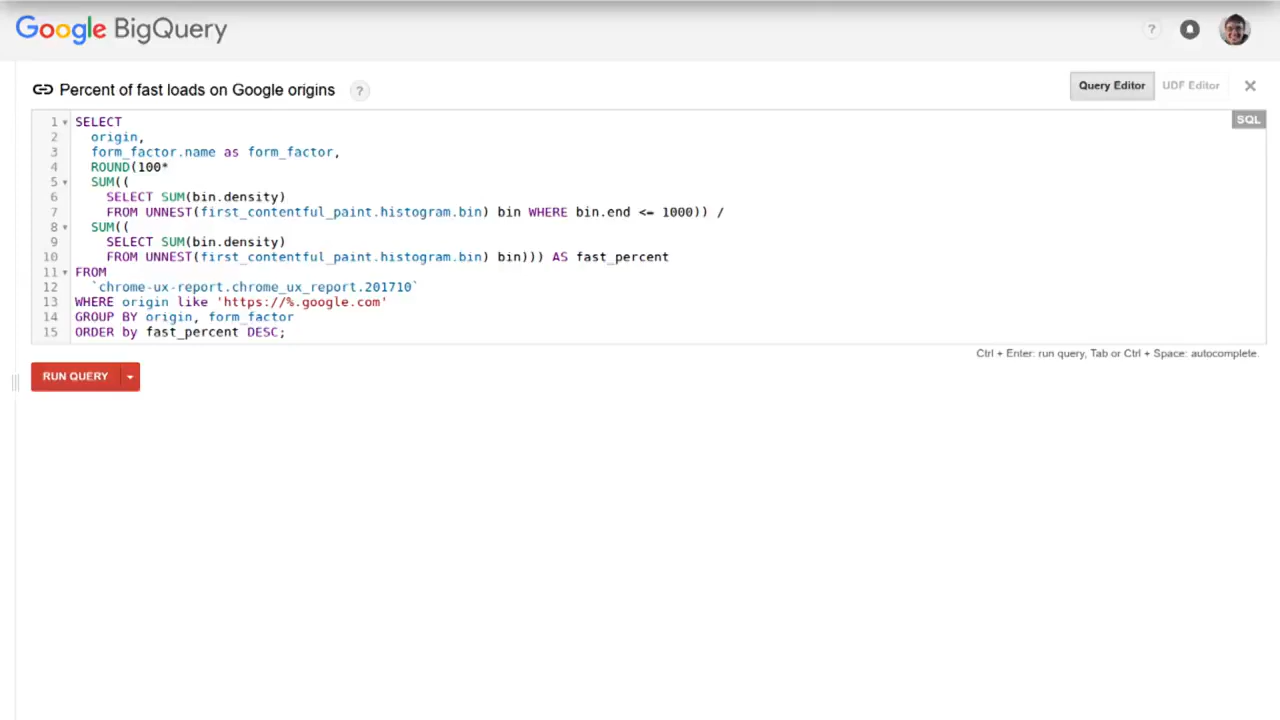 Google BigQuery
?
Percent of fast loads on Google origins ?
Query Editor UDF Editor
SQL
1 SELECT
2 origin,
3 form_factor.name as form_factor,
4 ROUND(100*
5 SUM((
6 SELECT SUM(bin.density)
7 FROM UNNEST(first_contentful_paint.histogram.bin) bin WHERE bin.end <= 1000)) /
8 SUM((
9 SELECT SUM(bin.density)
10 FROM UNNEST(first_contentful_paint.histogram.bin) bin))) AS fast_percent
11 FROM
12 `chrome-ux-report.chrome_ux_report.201710`
13 WHERE origin like 'https://%.google.com'
14 GROUP BY origin, form_factor
15 ORDER by fast_percent DESC;
Ctrl + Enter: run query, Tab or Ctrl + Space: autocomplete.
RUN QUERY